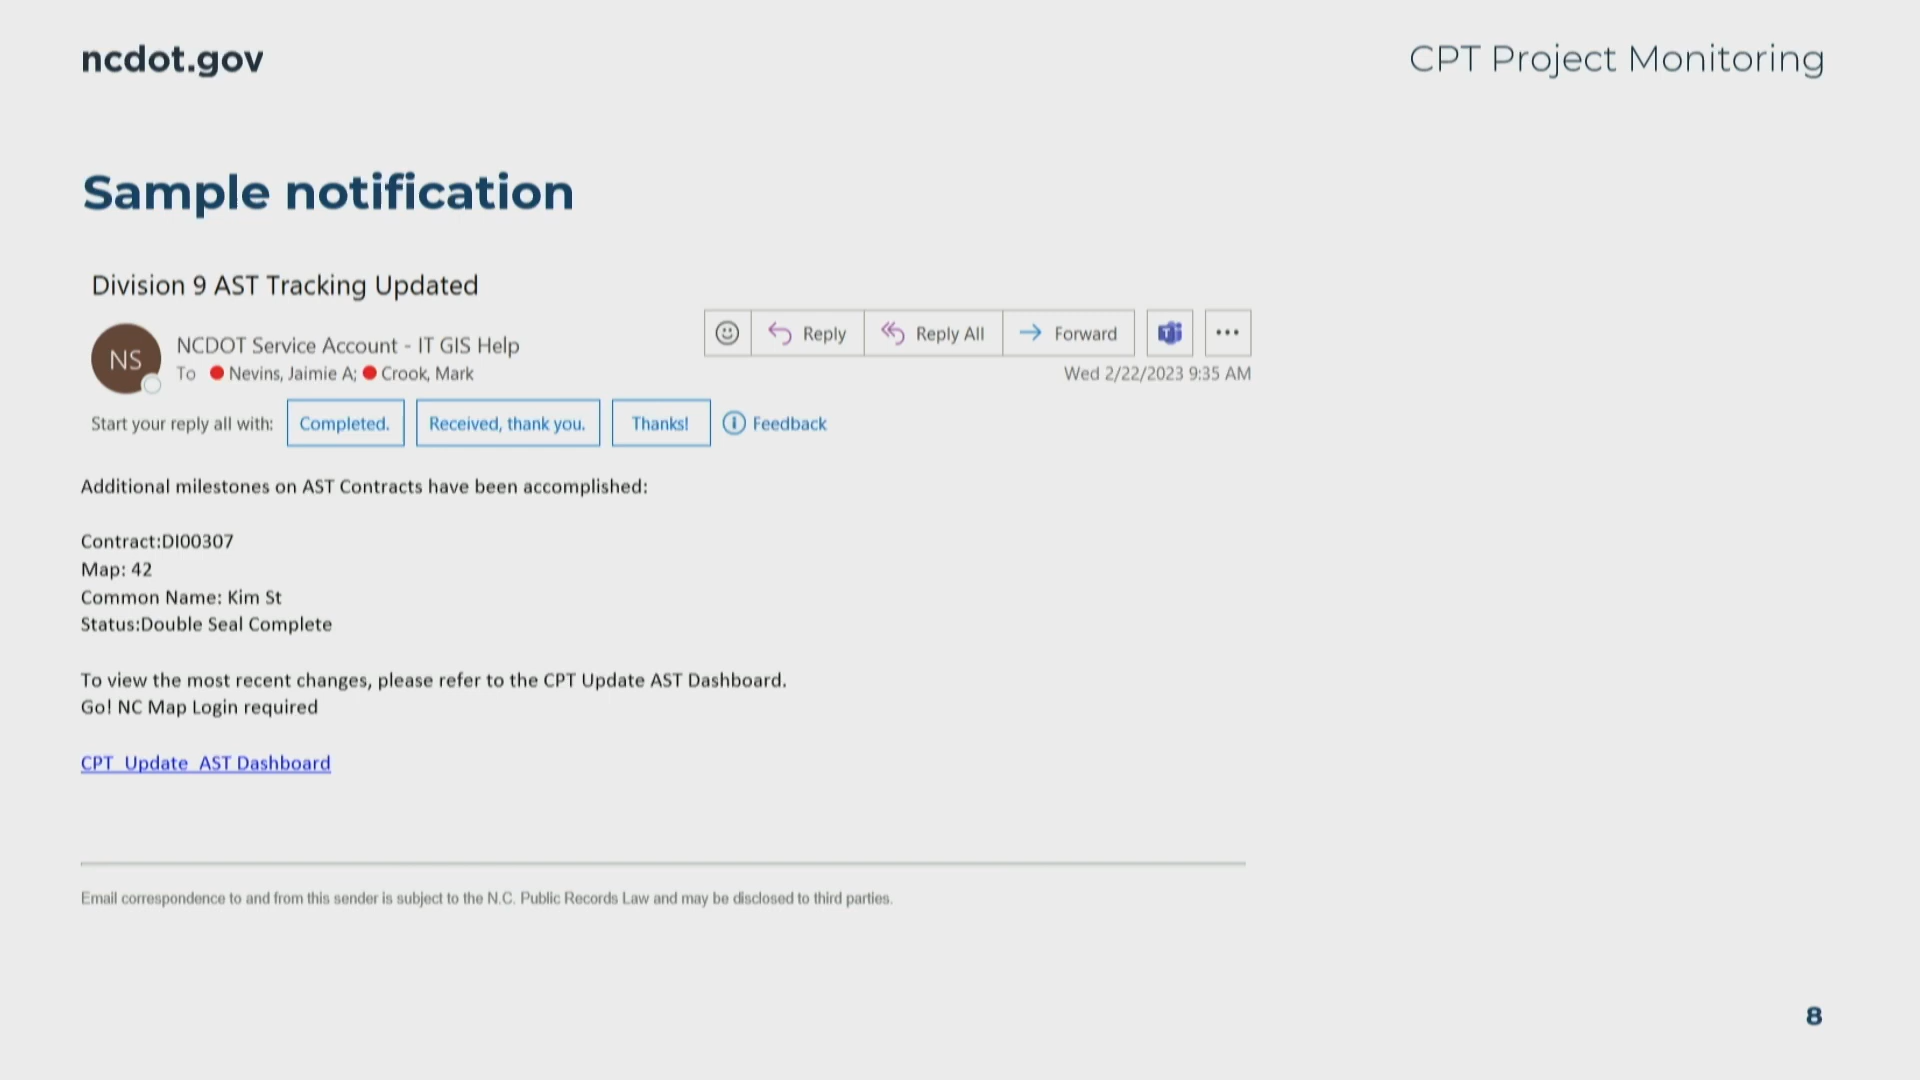 ncdot.gov
CPT Project Monitoring
Sample notification
Division 9 AST Tracking Updated
NS
NCDOT Service Account - IT GIS Help
To Nevins, Jaimie A; Crook, Mark
Reply
Reply All
Forward
Wed 2/22/2023 9:35 AM
Start your reply all with:
Completed.
Received, thank you.
Thanks!
Feedback
Additional milestones on AST Contracts have been accomplished:
Contract:DI00307
Map: 42
Common Name: Kim St
Status:Double Seal Complete
To view the most recent changes, please refer to the CPT Update AST Dashboard.
Go! NC Map Login required
CPT Update AST Dashboard
Email correspondence to and from this sender is subject to the N.C. Public Records Law and may be disclosed to third parties.
8